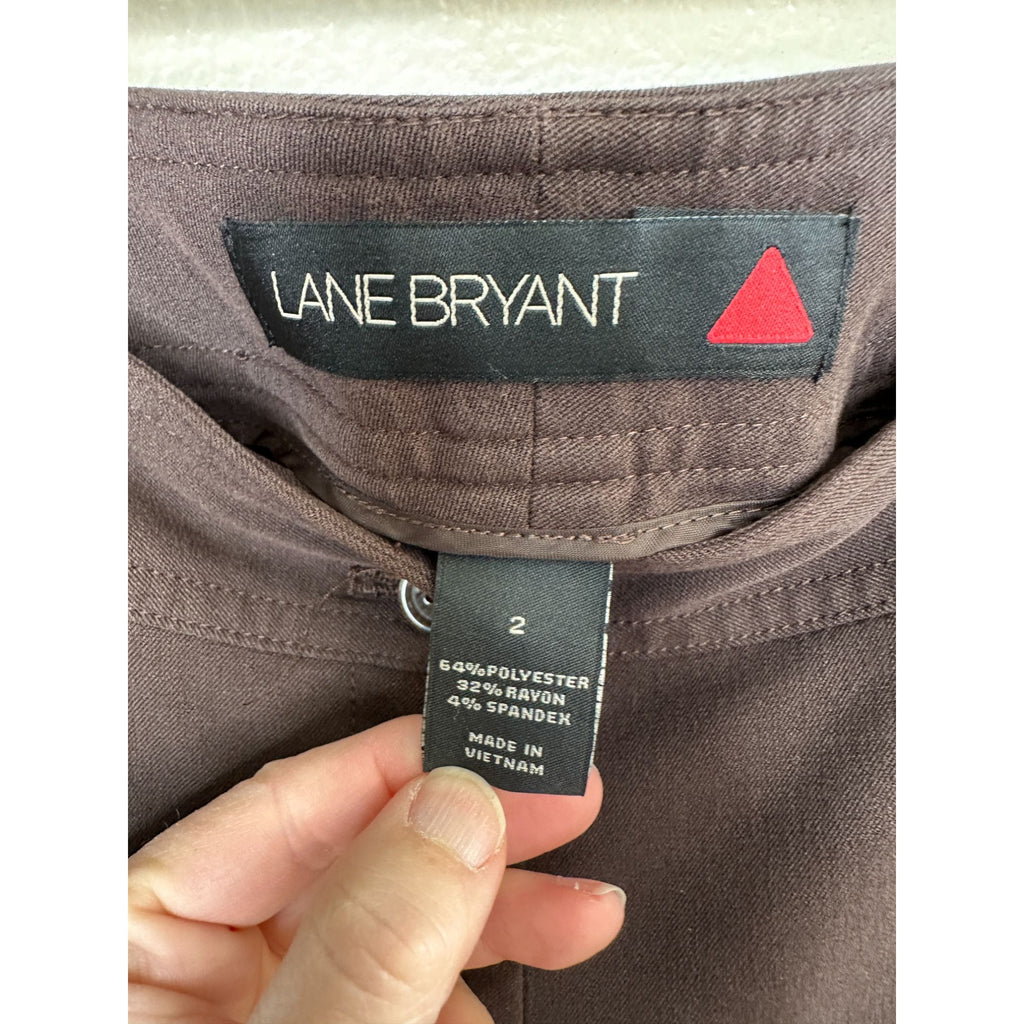 LANE BRYANT
2
64% POLYESTER
32% RAYON
4% SPANDEX
MADE IN
VIETNAM